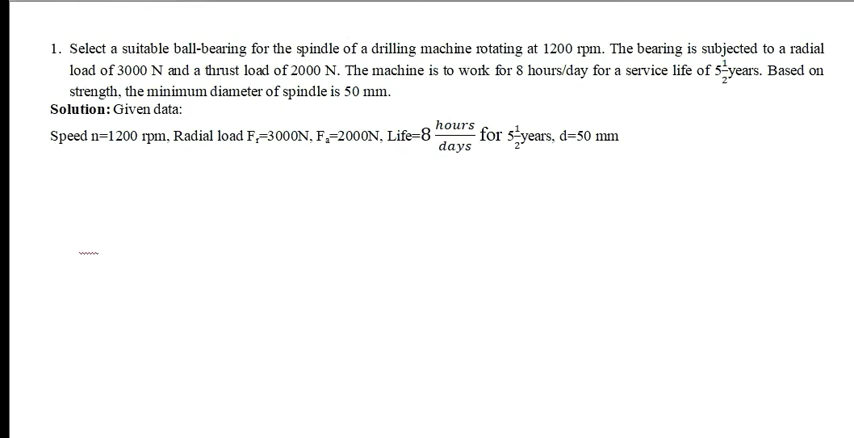 1. Select a suitable ball-bearing for the spindle of a drilling machine rotating at 1200 rpm. The bearing is subjected to a radial
load of 3000 N and a thrust load of 2000 N. The machine is to work for 8 hours/day for a service life of 5½years. Based on
strength, the minimum diameter of spindle is 50 mm.
Solution: Given data:
Speed n=1200 rpm, Radial load Fᵣ=3000N, Fₐ=2000N, Life=8 hours/days for 5½years, d=50 mm